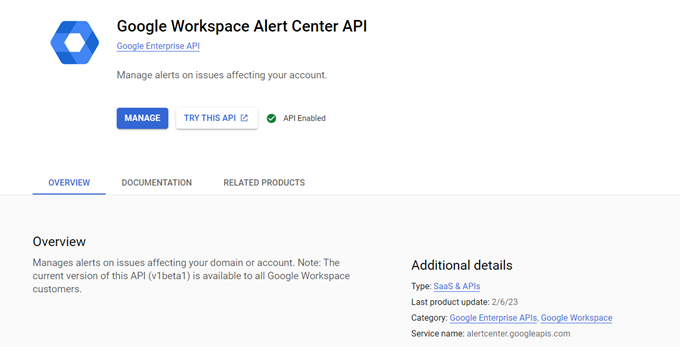 Google Workspace Alert Center API
Google Enterprise API
Manage alerts on issues affecting your account.
MANAGE
TRY THIS API
API Enabled
OVERVIEW
DOCUMENTATION
RELATED PRODUCTS
Overview
Manages alerts on issues affecting your domain or account. Note: The
current version of this API (v1beta1) is available to all Google Workspace
customers.
Additional details
Type: SaaS & APIs
Last product update: 2/6/23
Category: Google Enterprise APIs, Google Workspace
Service name: alertcenter.googleapis.com